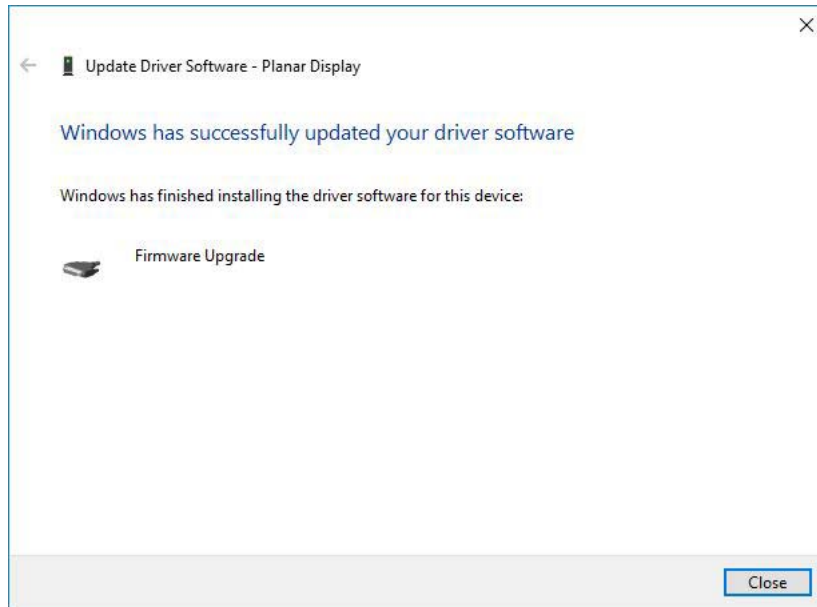 Update Driver Software - Planar Display
Windows has successfully updated your driver software
Windows has finished installing the driver software for this device:
Firmware Upgrade
Close